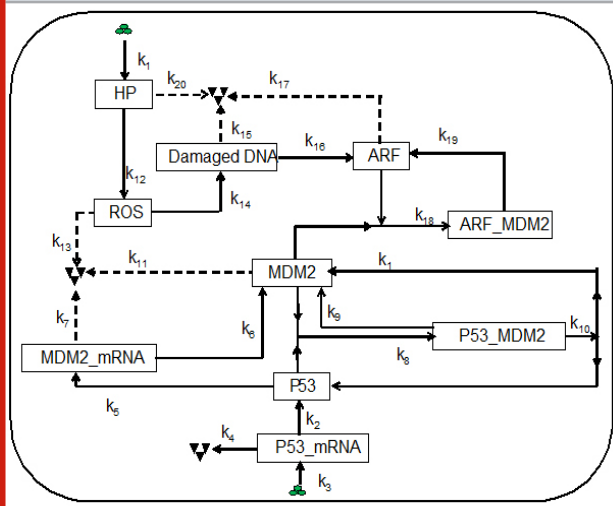 k1
k20
k17
HP
k15
k16
k19
Damaged DNA
ARF
k12
k14
ROS
k18
ARF_MDM2
k13
k11
MDM2
k1
k7
k6
k9
P53_MDM2
k10
MDM2_mRNA
k8
P53
k5
k2
k4
P53_mRNA
k3